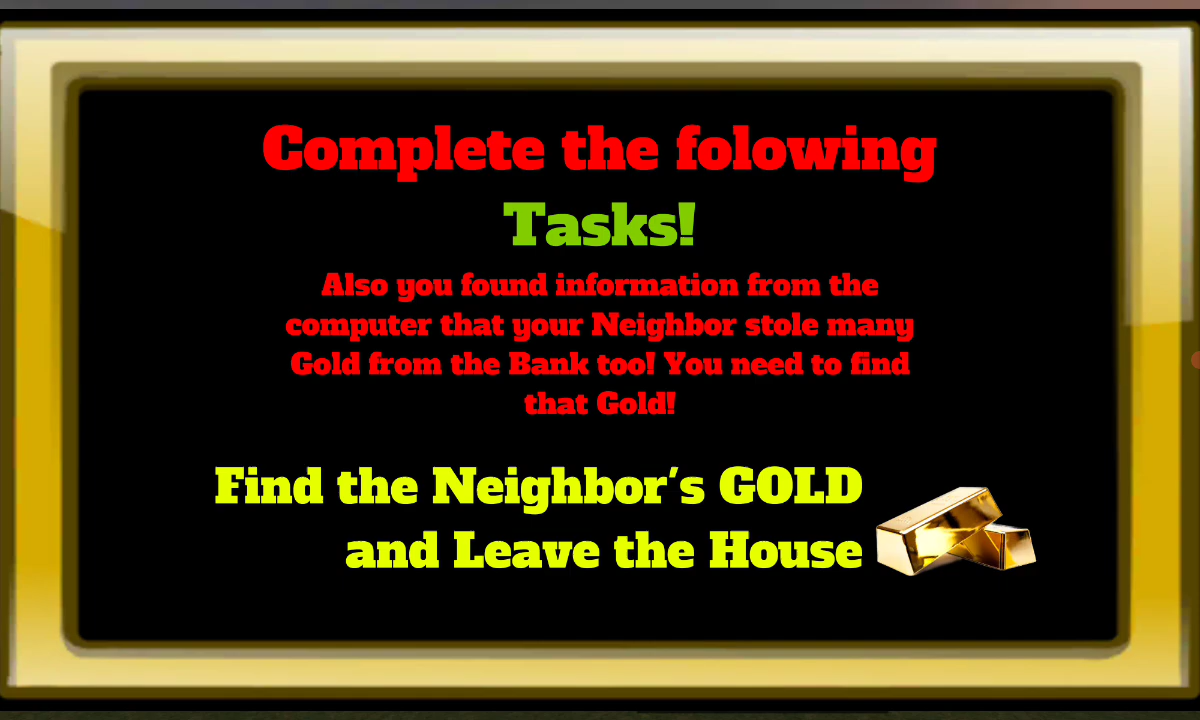 Complete the folowing
Tasks!
Also you found information from the
computer that your Neighbor stole many
Gold from the Bank too! You need to find
that Gold!
Find the Neighbor's GOLD
and Leave the House